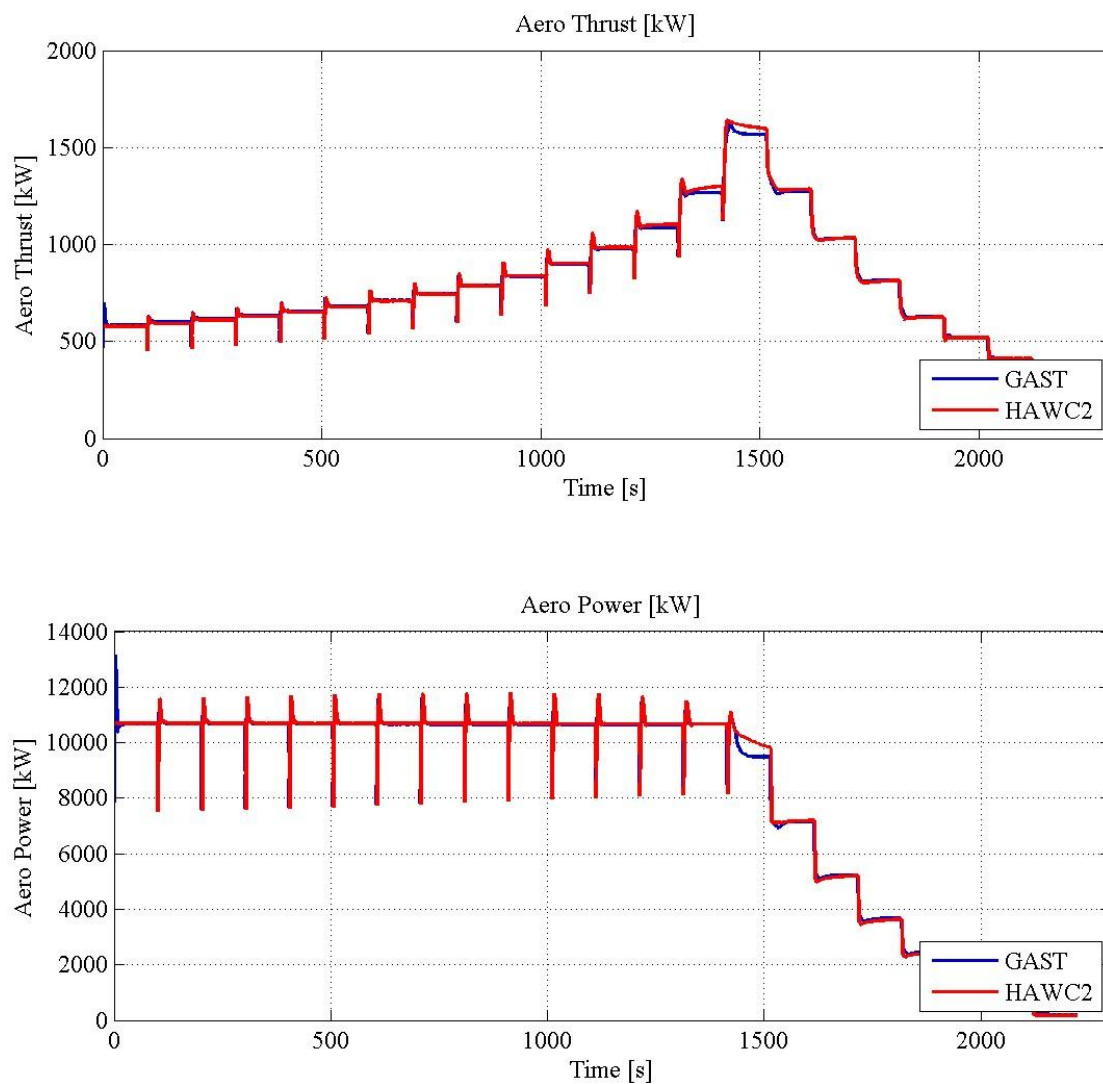 Aero Thrust [kW]
2000
1500
1000
500
0
Aero Thrust [kW]
GAST
HAWC2
0 500 1000 1500 2000
Time [s]
Aero Power [kW]
14000
12000
10000
8000
6000
4000
2000
0
Aero Power [kW]
GAST
HAWC2
0 500 1000 1500 2000
Time [s]